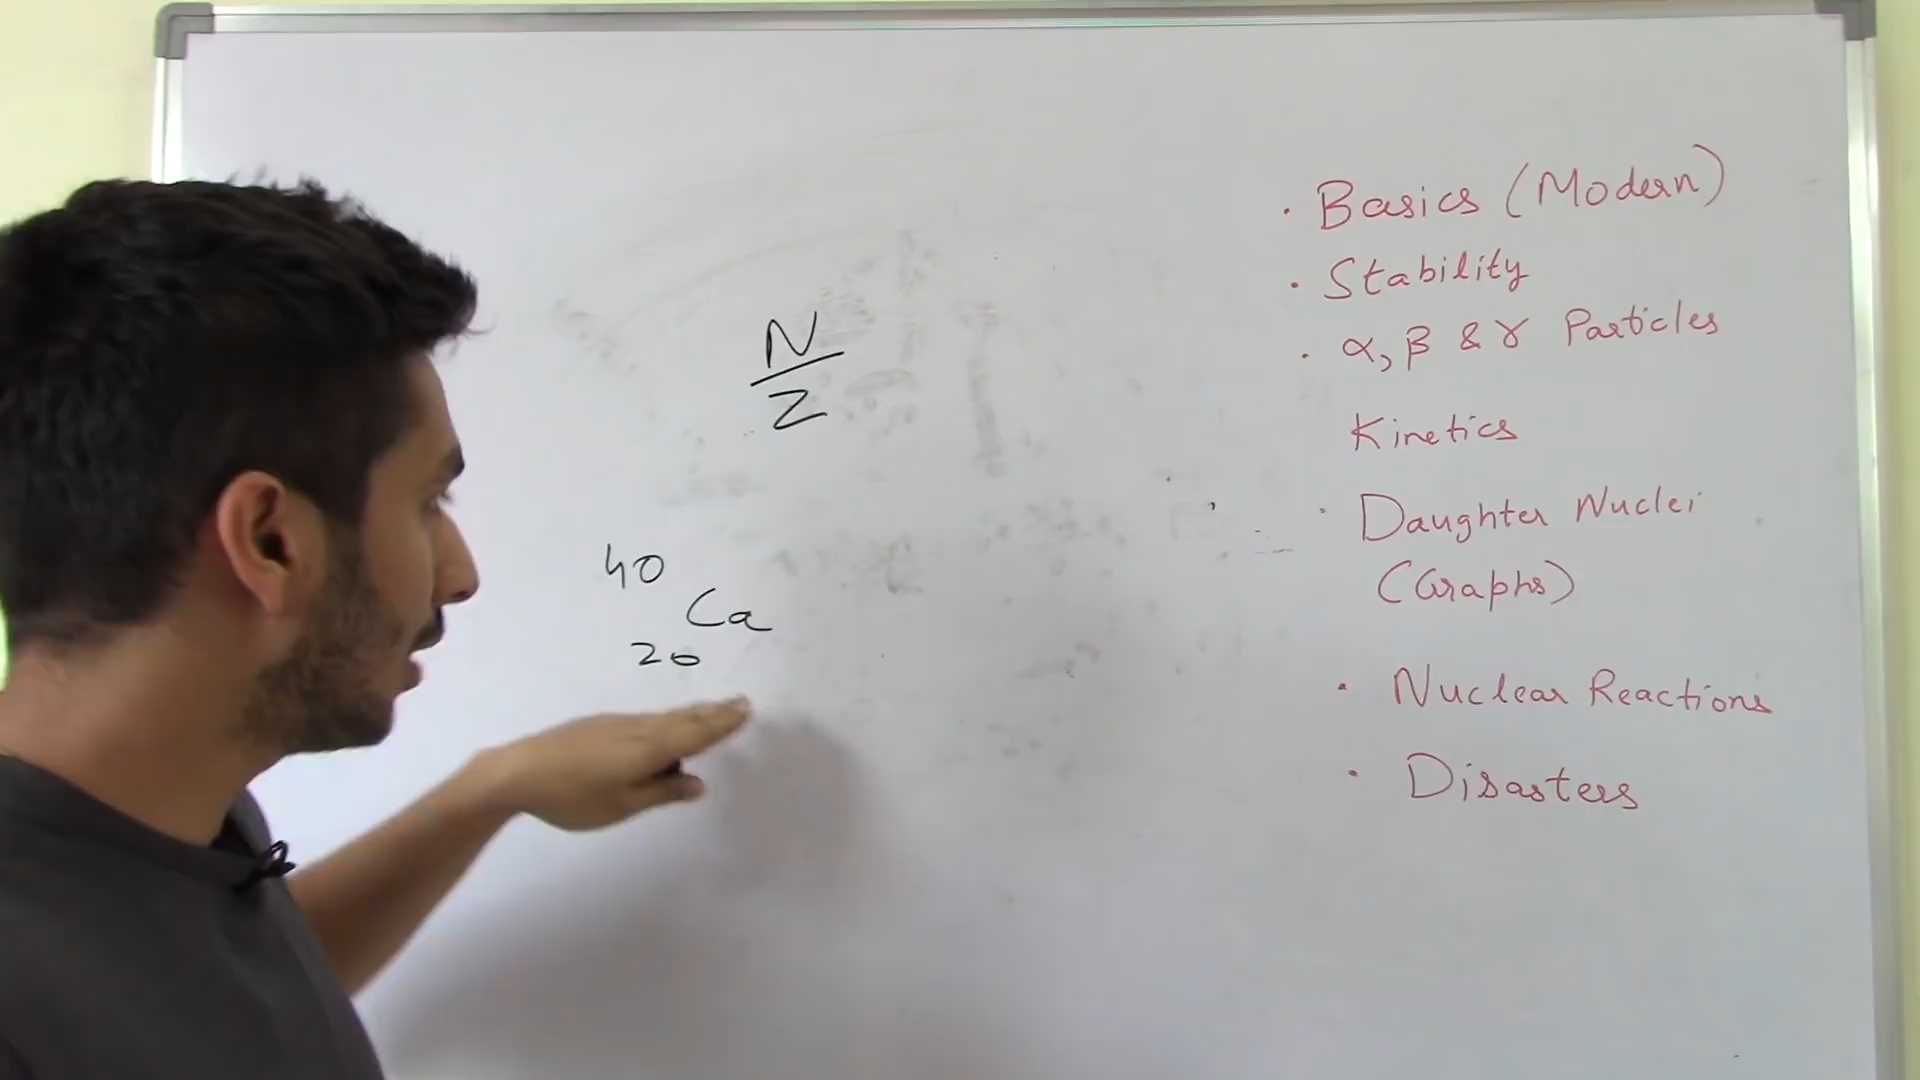 N
Z
40
Ca
20
· Basics (Modern)
· Stability
· α, β & γ Particles
Kinetics
· Daughter Nuclei
(Graphs)
· Nuclear Reactions
· Disasters